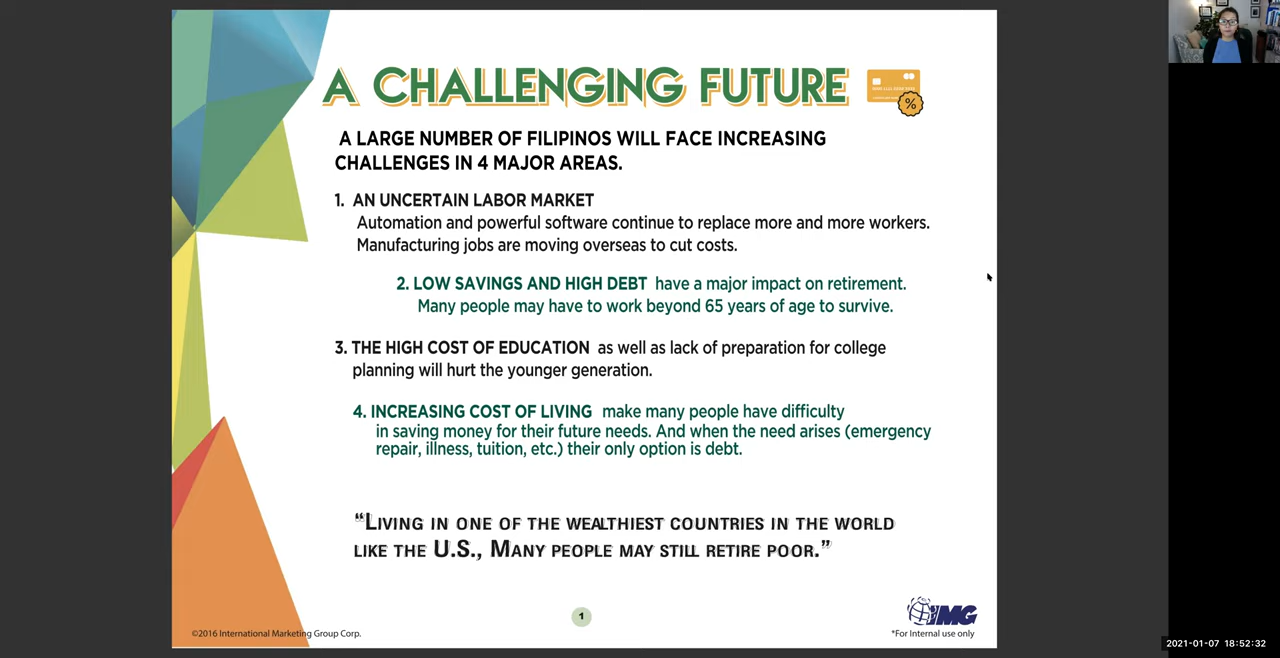 A CHALLENGING FUTURE
%
A LARGE NUMBER OF FILIPINOS WILL FACE INCREASING
CHALLENGES IN 4 MAJOR AREAS.
1. AN UNCERTAIN LABOR MARKET
Automation and powerful software continue to replace more and more workers.
Manufacturing jobs are moving overseas to cut costs.
2. LOW SAVINGS AND HIGH DEBT have a major impact on retirement.
Many people may have to work beyond 65 years of age to survive.
3. THE HIGH COST OF EDUCATION as well as lack of preparation for college
planning will hurt the younger generation.
4. INCREASING COST OF LIVING make many people have difficulty
in saving money for their future needs. And when the need arises (emergency
repair, illness, tuition, etc.) their only option is debt.
“LIVING IN ONE OF THE WEALTHIEST COUNTRIES IN THE WORLD
LIKE THE U.S., MANY PEOPLE MAY STILL RETIRE POOR.”
1
IMG
©2016 International Marketing Group Corp.
*For Internal use only
2021-01-07 18:52:32